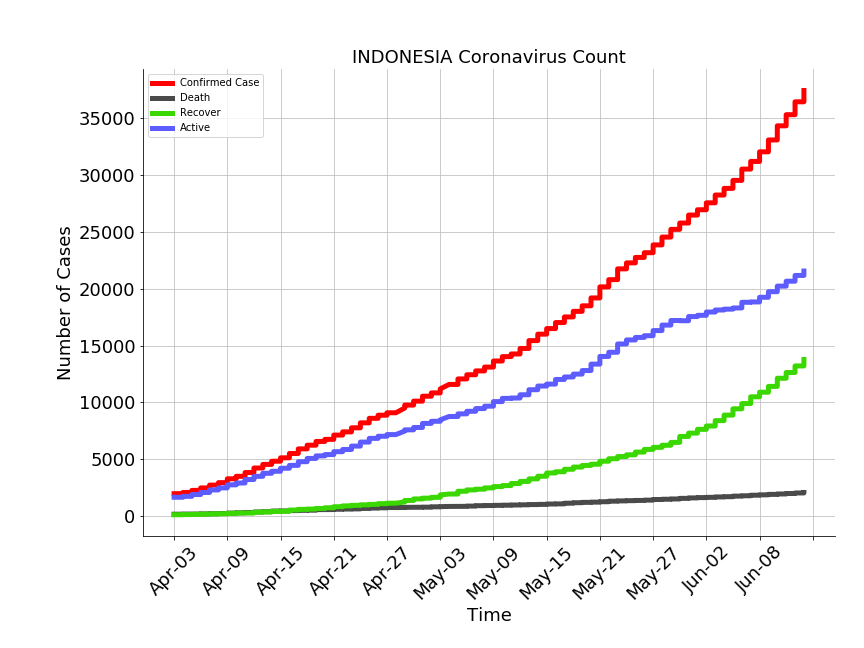 INDONESIA Coronavirus Count
Confirmed Case
Death
Recover
Active
Number of Cases
35000
30000
25000
20000
15000
10000
5000
0
Apr-03
Apr-09
Apr-15
Apr-21
Apr-27
May-03
May-09
May-15
May-21
May-27
Jun-02
Jun-08
Time